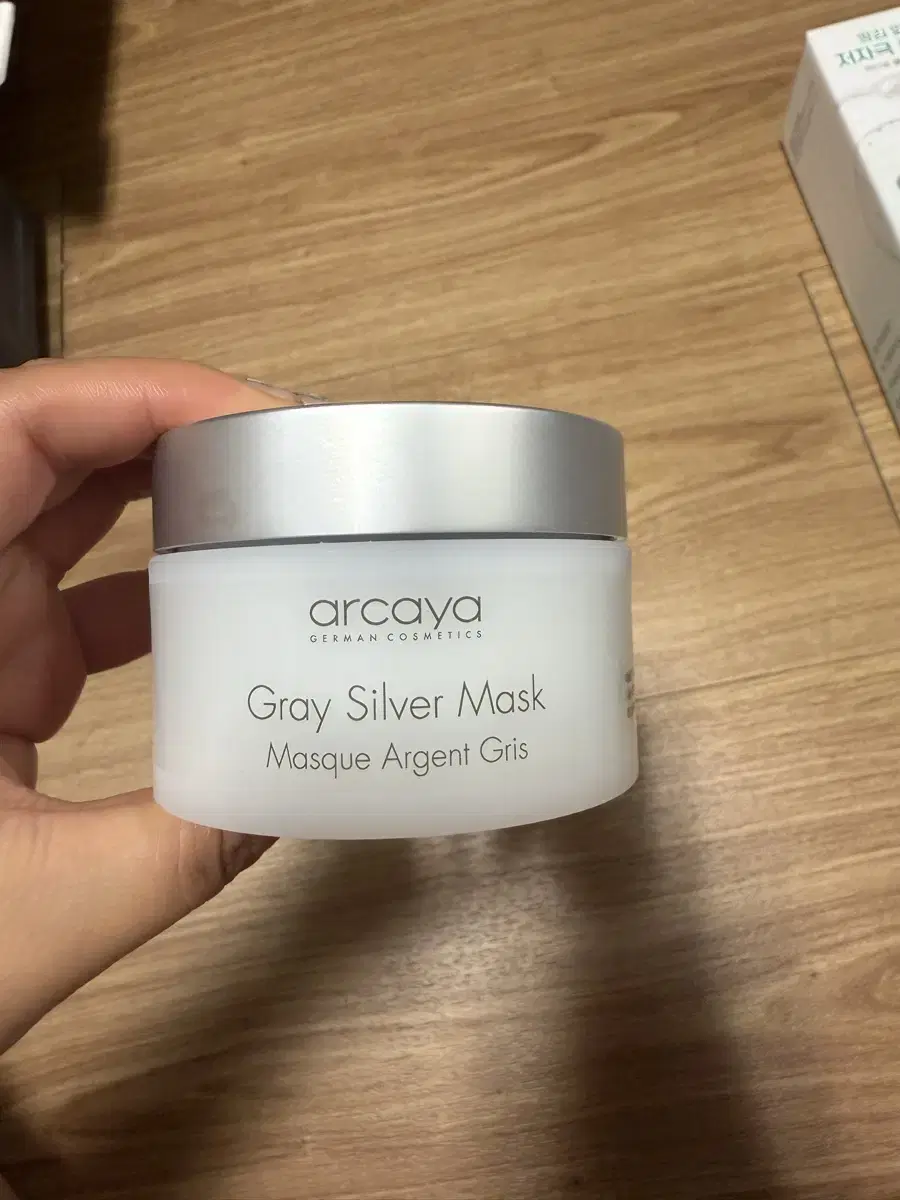 저자극
arcaya
GERMAN COSMETICS
Gray Silver Mask
Masque Argent Gris